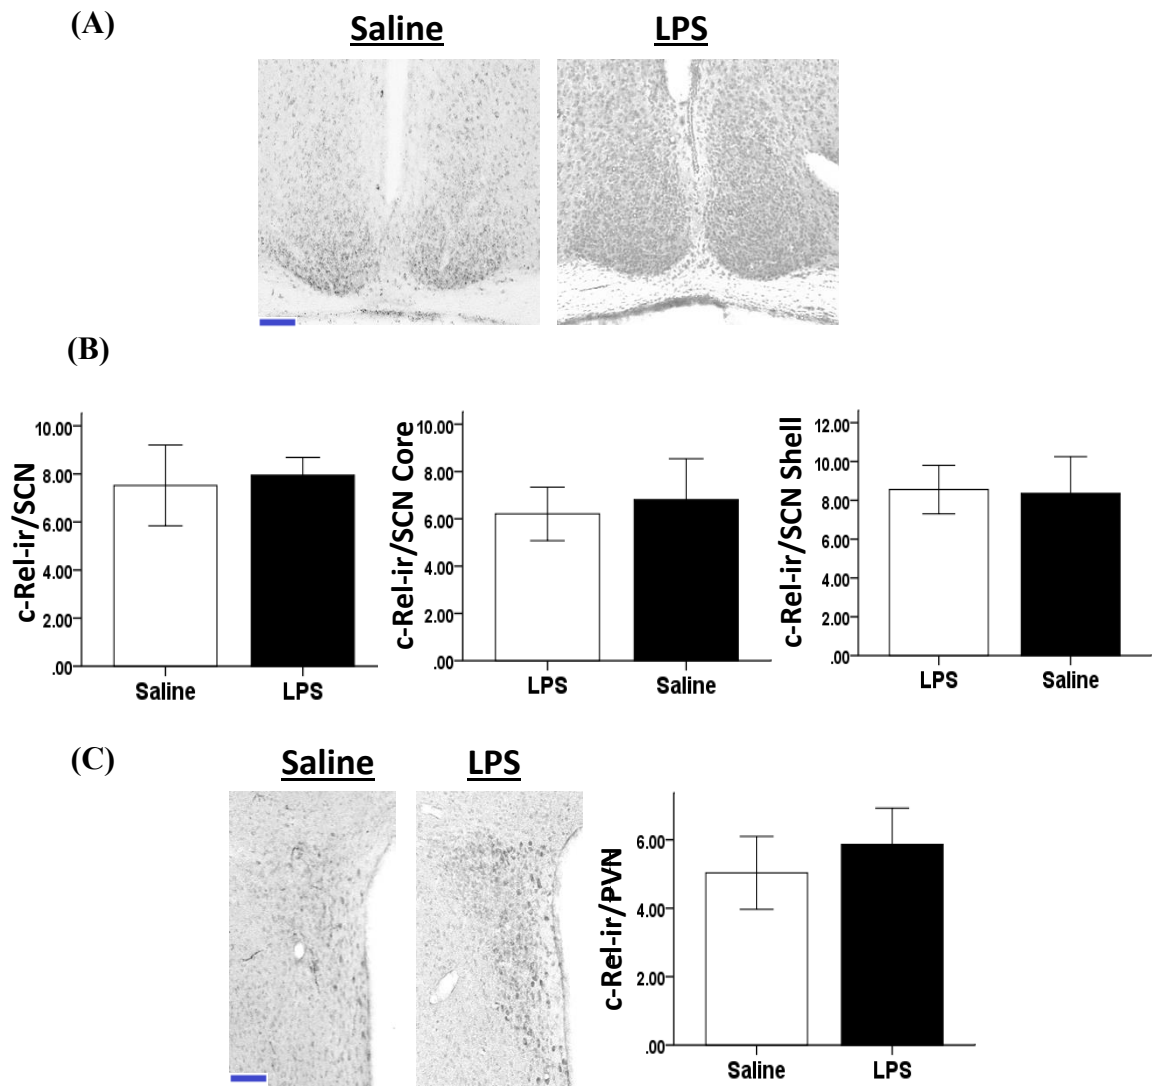 (A)
Saline
LPS
(B)
c-Rel-ir/SCN
10.00
8.00
6.00
4.00
2.00
.00
Saline
LPS
c-Rel-ir/SCN Core
10.00
8.00
6.00
4.00
2.00
.00
LPS
Saline
c-Rel-ir/SCN Shell
12.00
10.00
8.00
6.00
4.00
2.00
.00
LPS
Saline
(C)
Saline
LPS
c-Rel-ir/PVN
6.00
4.00
2.00
.00
Saline
LPS